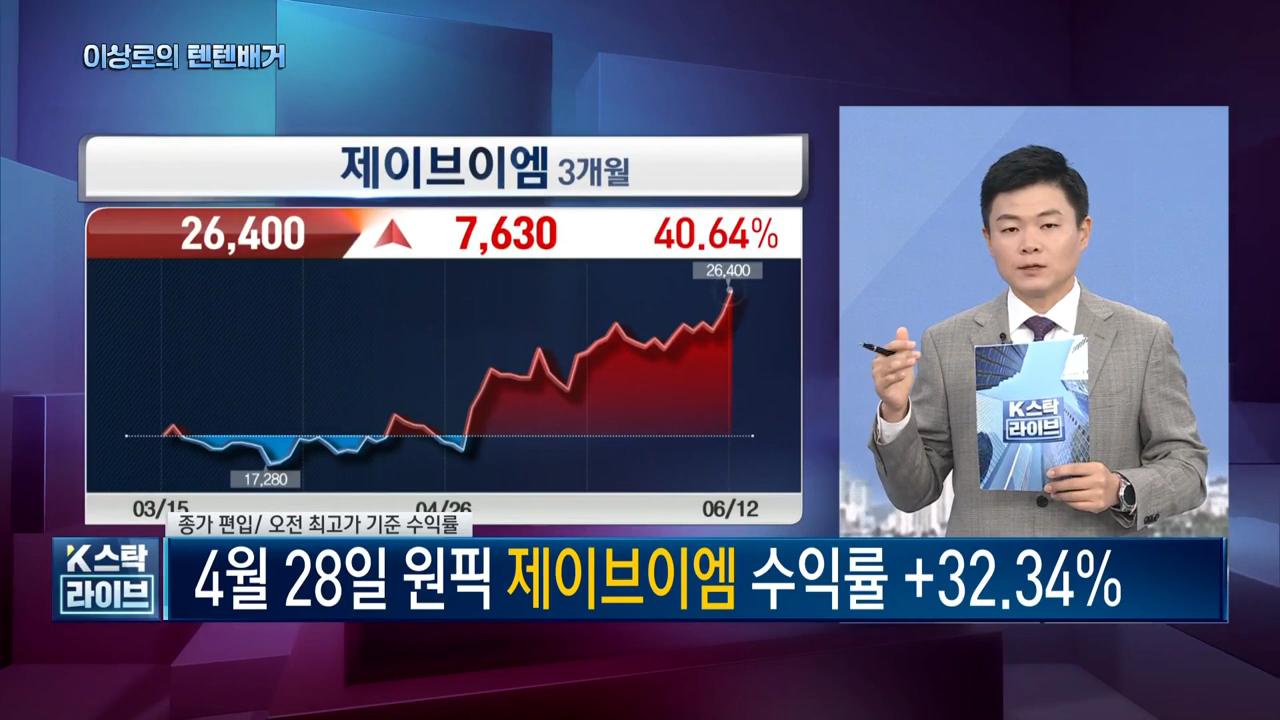 이상로의 텐텐배거
제이브이엠 3개월
26,400 ▲ 7,630 40.64%
26,400
17,280
03/15 04/26 06/12
종가 편입/ 오전 최고가 기준 수익률
K스탁
라이브
4월 28일 원픽 제이브이엠 수익률 +32.34%
K스탁
라이브